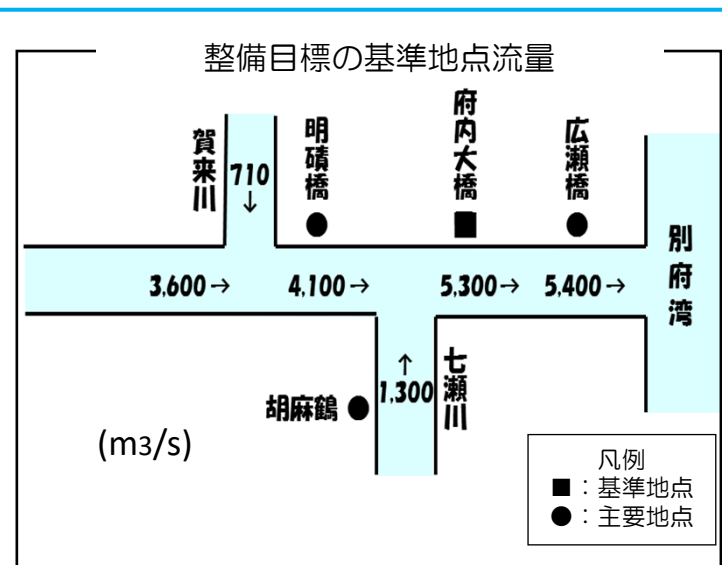 整備目標の基準地点流量
賀来川
710
↓
明磧橋
●
府内大橋
■
広瀬橋
●
別府湾
3,600→
4,100→
5,300→
5,400→
↑
1,300
七瀬川
胡麻鶴 ●
(m3/s)
凡例
■：基準地点
●：主要地点